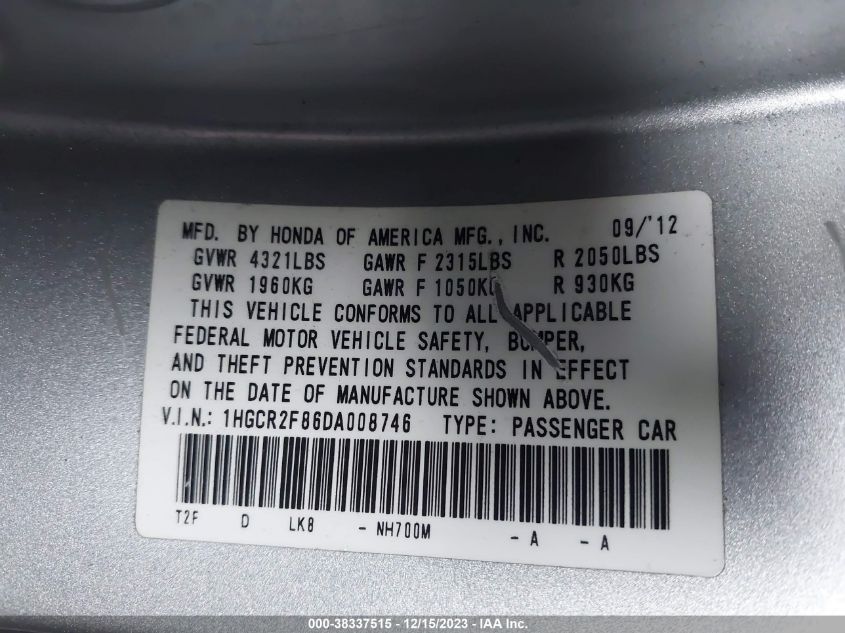 MFD. BY HONDA OF AMERICA MFG., INC. 09/'12
GVWR 4321LBS GAWR F 2315LBS R 2050LBS
GVWR 1960KG GAWR F 1050KG R 930KG
THIS VEHICLE CONFORMS TO ALL APPLICABLE
FEDERAL MOTOR VEHICLE SAFETY, BUMPER,
AND THEFT PREVENTION STANDARDS IN EFFECT
ON THE DATE OF MANUFACTURE SHOWN ABOVE.
V.I.N.: 1HGCR2F86DA008746 TYPE: PASSENGER CAR
T2F D LK8 - NH700M - A - A
000-38337515 - 12/15/2023 - IAA Inc.